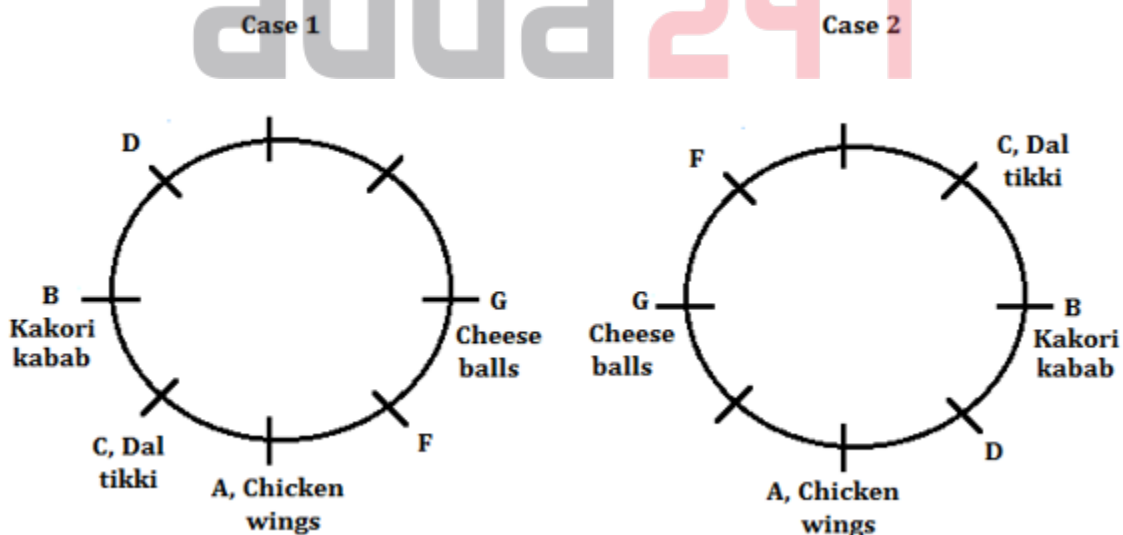 Case 1
Case 2
D
B
Kakori
kabab
G
Cheese
balls
C, Dal
tikki
F
A, Chicken
wings
F
C, Dal
tikki
G
Cheese
balls
B
Kakori
kabab
D
A, Chicken
wings